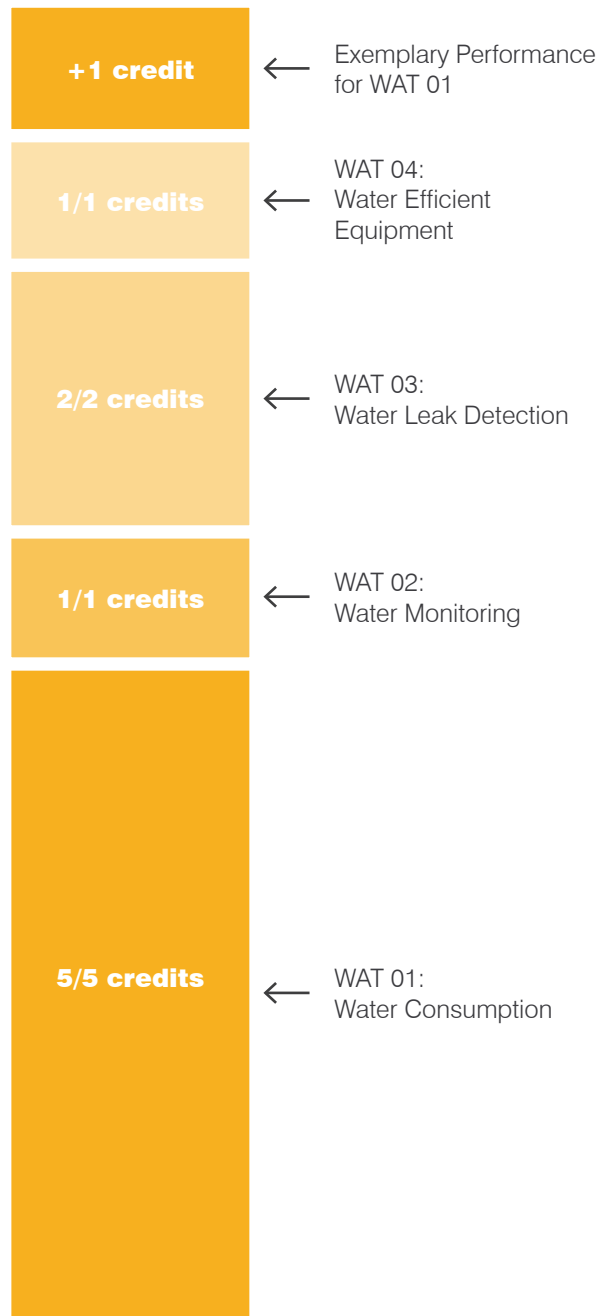 +1 credit
Exemplary Performance
for WAT 01
1/1 credits
WAT 04:
Water Efficient
Equipment
2/2 credits
WAT 03:
Water Leak Detection
1/1 credits
WAT 02:
Water Monitoring
5/5 credits
WAT 01:
Water Consumption